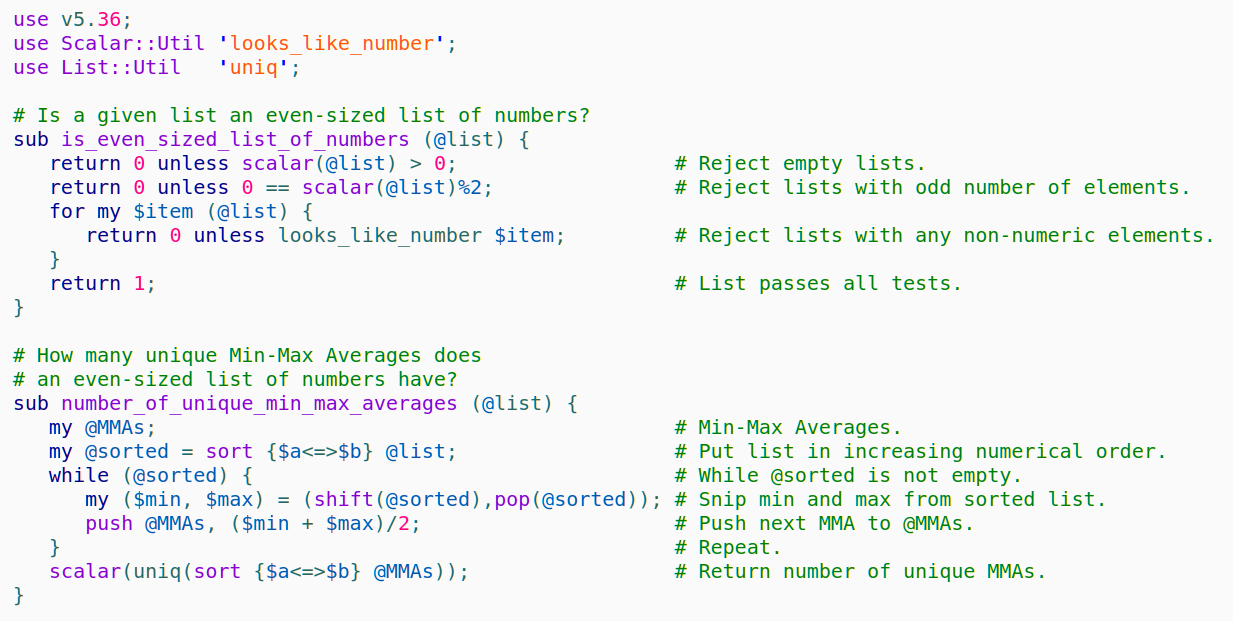 use v5.36;
use Scalar::Util 'looks_like_number';
use List::Util   'uniq';

# Is a given list an even-sized list of numbers?
sub is_even_sized_list_of_numbers (@list) {
   return 0 unless scalar(@list) > 0;                  # Reject empty lists.
   return 0 unless 0 == scalar(@list)%2;               # Reject lists with odd number of elements.
   for my $item (@list) {
      return 0 unless looks_like_number $item;         # Reject lists with any non-numeric elements.
   }
   return 1;                                           # List passes all tests.
}

# How many unique Min-Max Averages does
# an even-sized list of numbers have?
sub number_of_unique_min_max_averages (@list) {
   my @MMAs;                                           # Min-Max Averages.
   my @sorted = sort {$a<=>$b} @list;                  # Put list in increasing numerical order.
   while (@sorted) {                                   # While @sorted is not empty.
      my ($min, $max) = (shift(@sorted),pop(@sorted)); # Snip min and max from sorted list.
      push @MMAs, ($min + $max)/2;                     # Push next MMA to @MMAs.
   }                                                   # Repeat.
   scalar(uniq(sort {$a<=>$b} @MMAs));                 # Return number of unique MMAs.
}